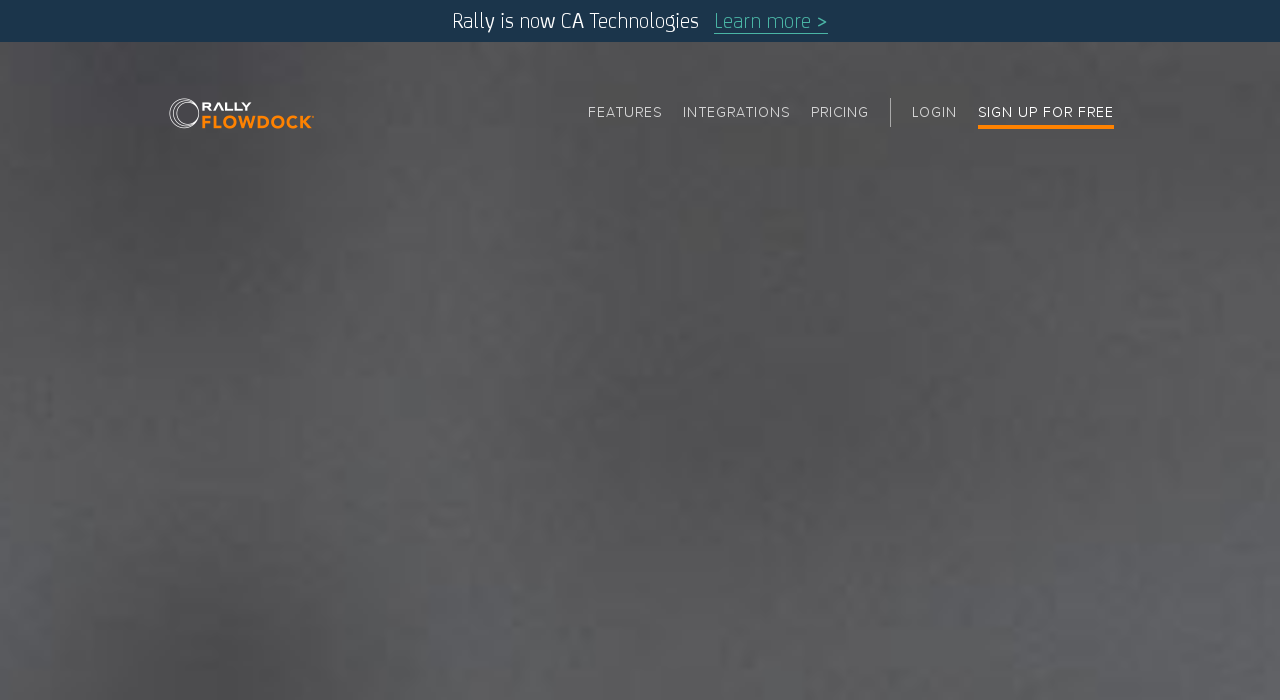 Rally is now CA Technologies Learn more >
RALLY
FLOWDOCK
FEATURES INTEGRATIONS PRICING LOGIN SIGN UP FOR FREE